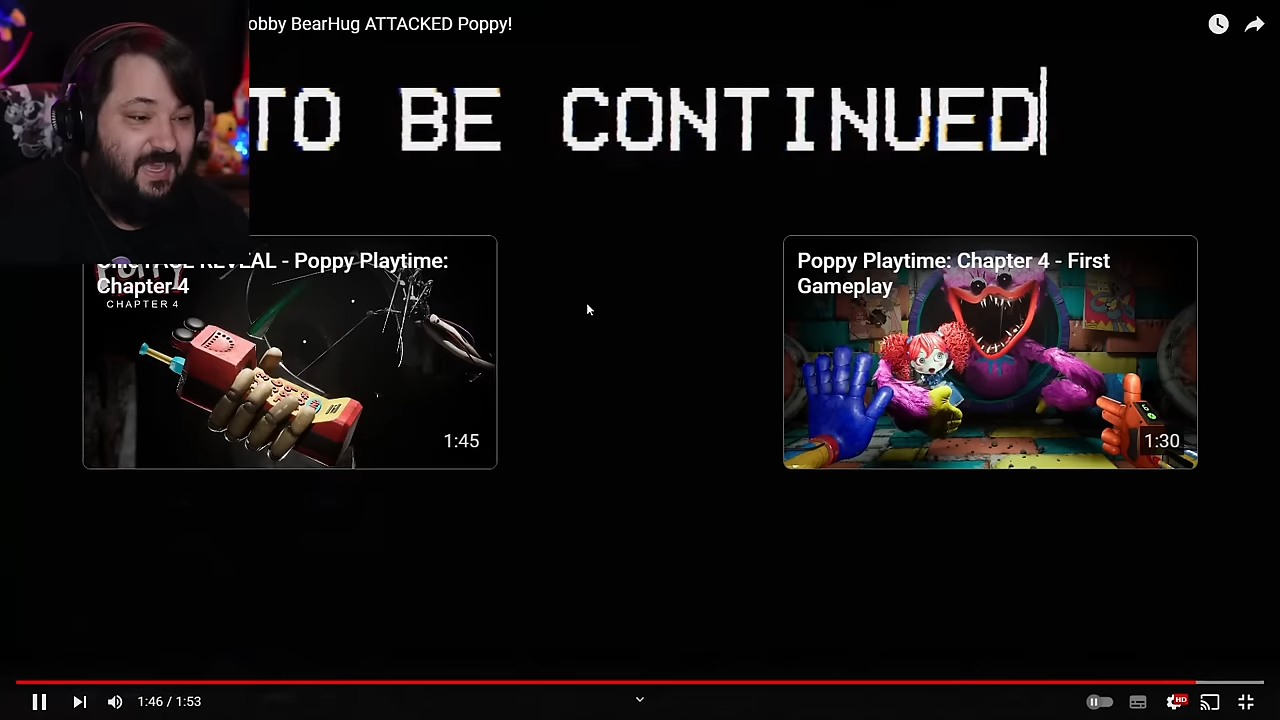 obby BearHug ATTACKED Poppy!
TO BE CONTINUED
REVEAL - Poppy Playtime:
Chapter 4
CHAPTER 4
1:45
Poppy Playtime: Chapter 4 - First
Gameplay
1:30
1:46 / 1:53
HD